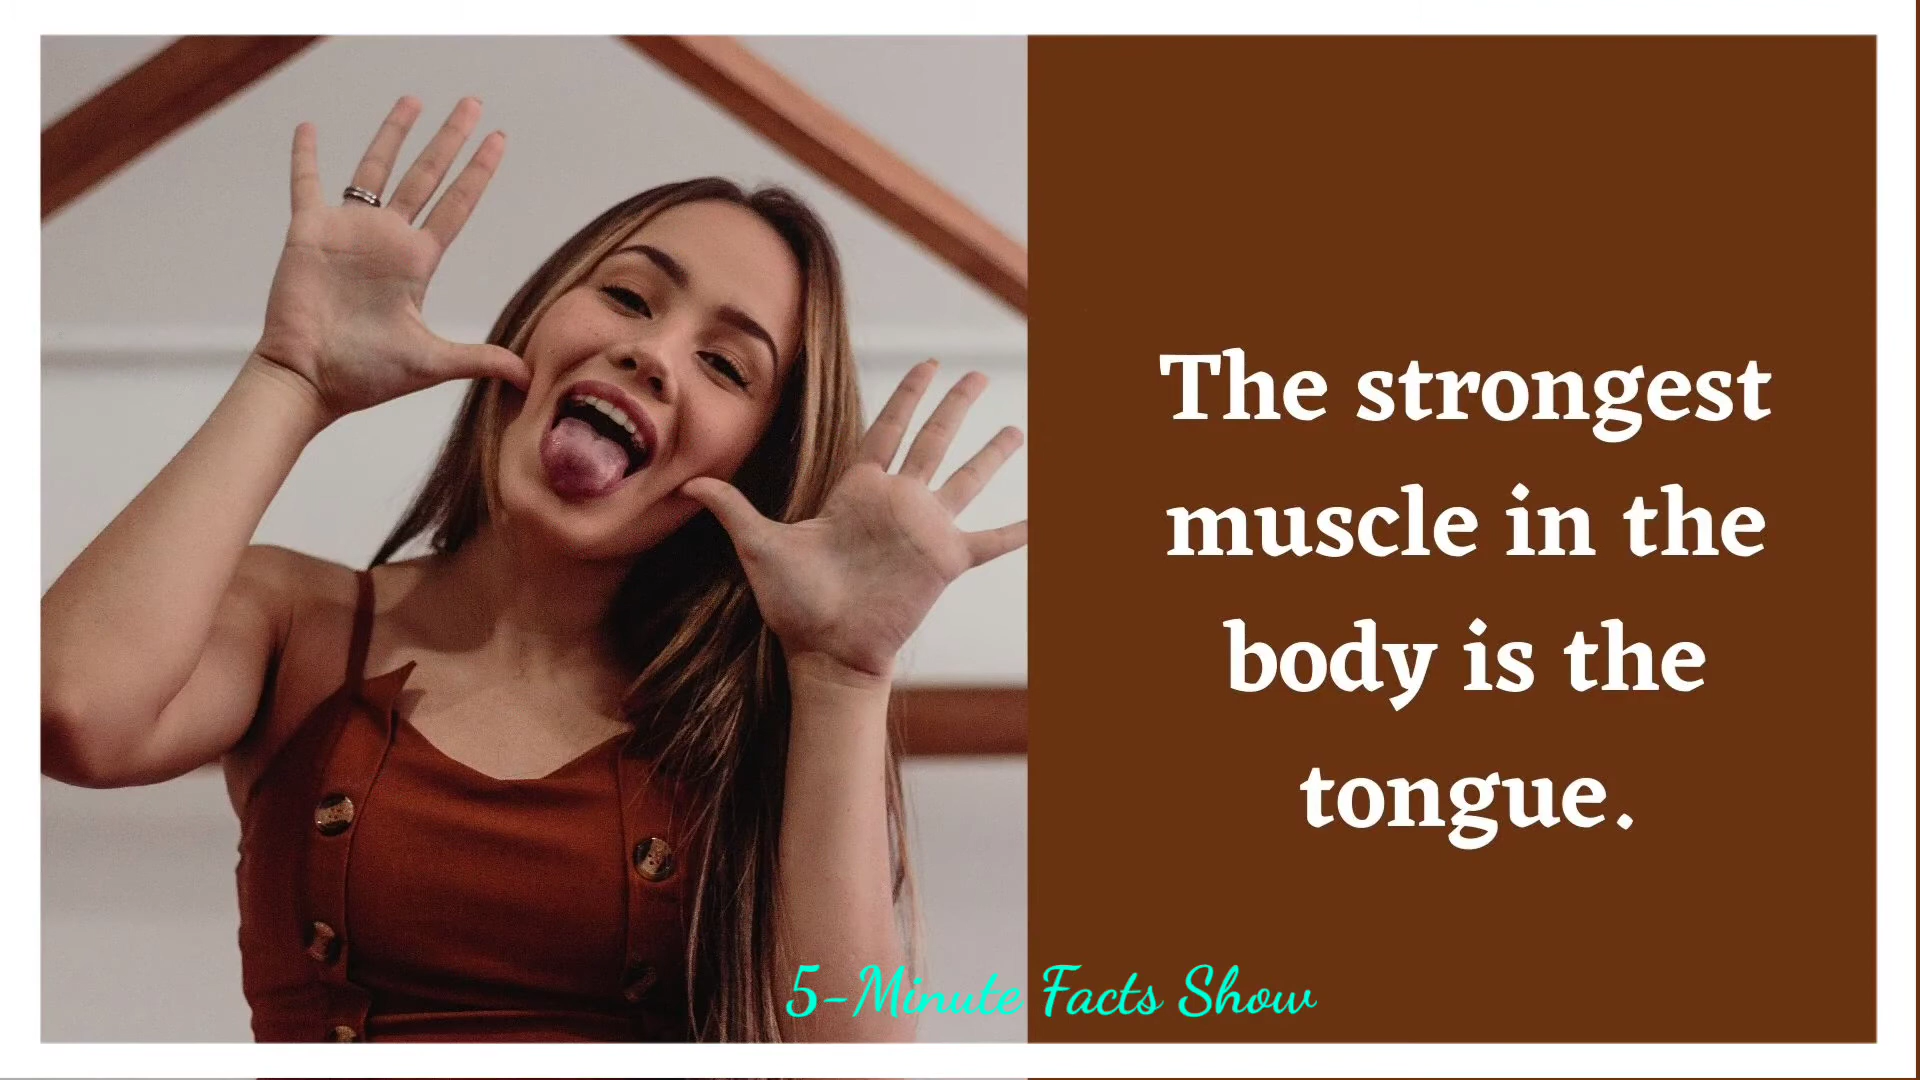 The strongest
muscle in the
body is the
tongue.
5-Minute Facts Show